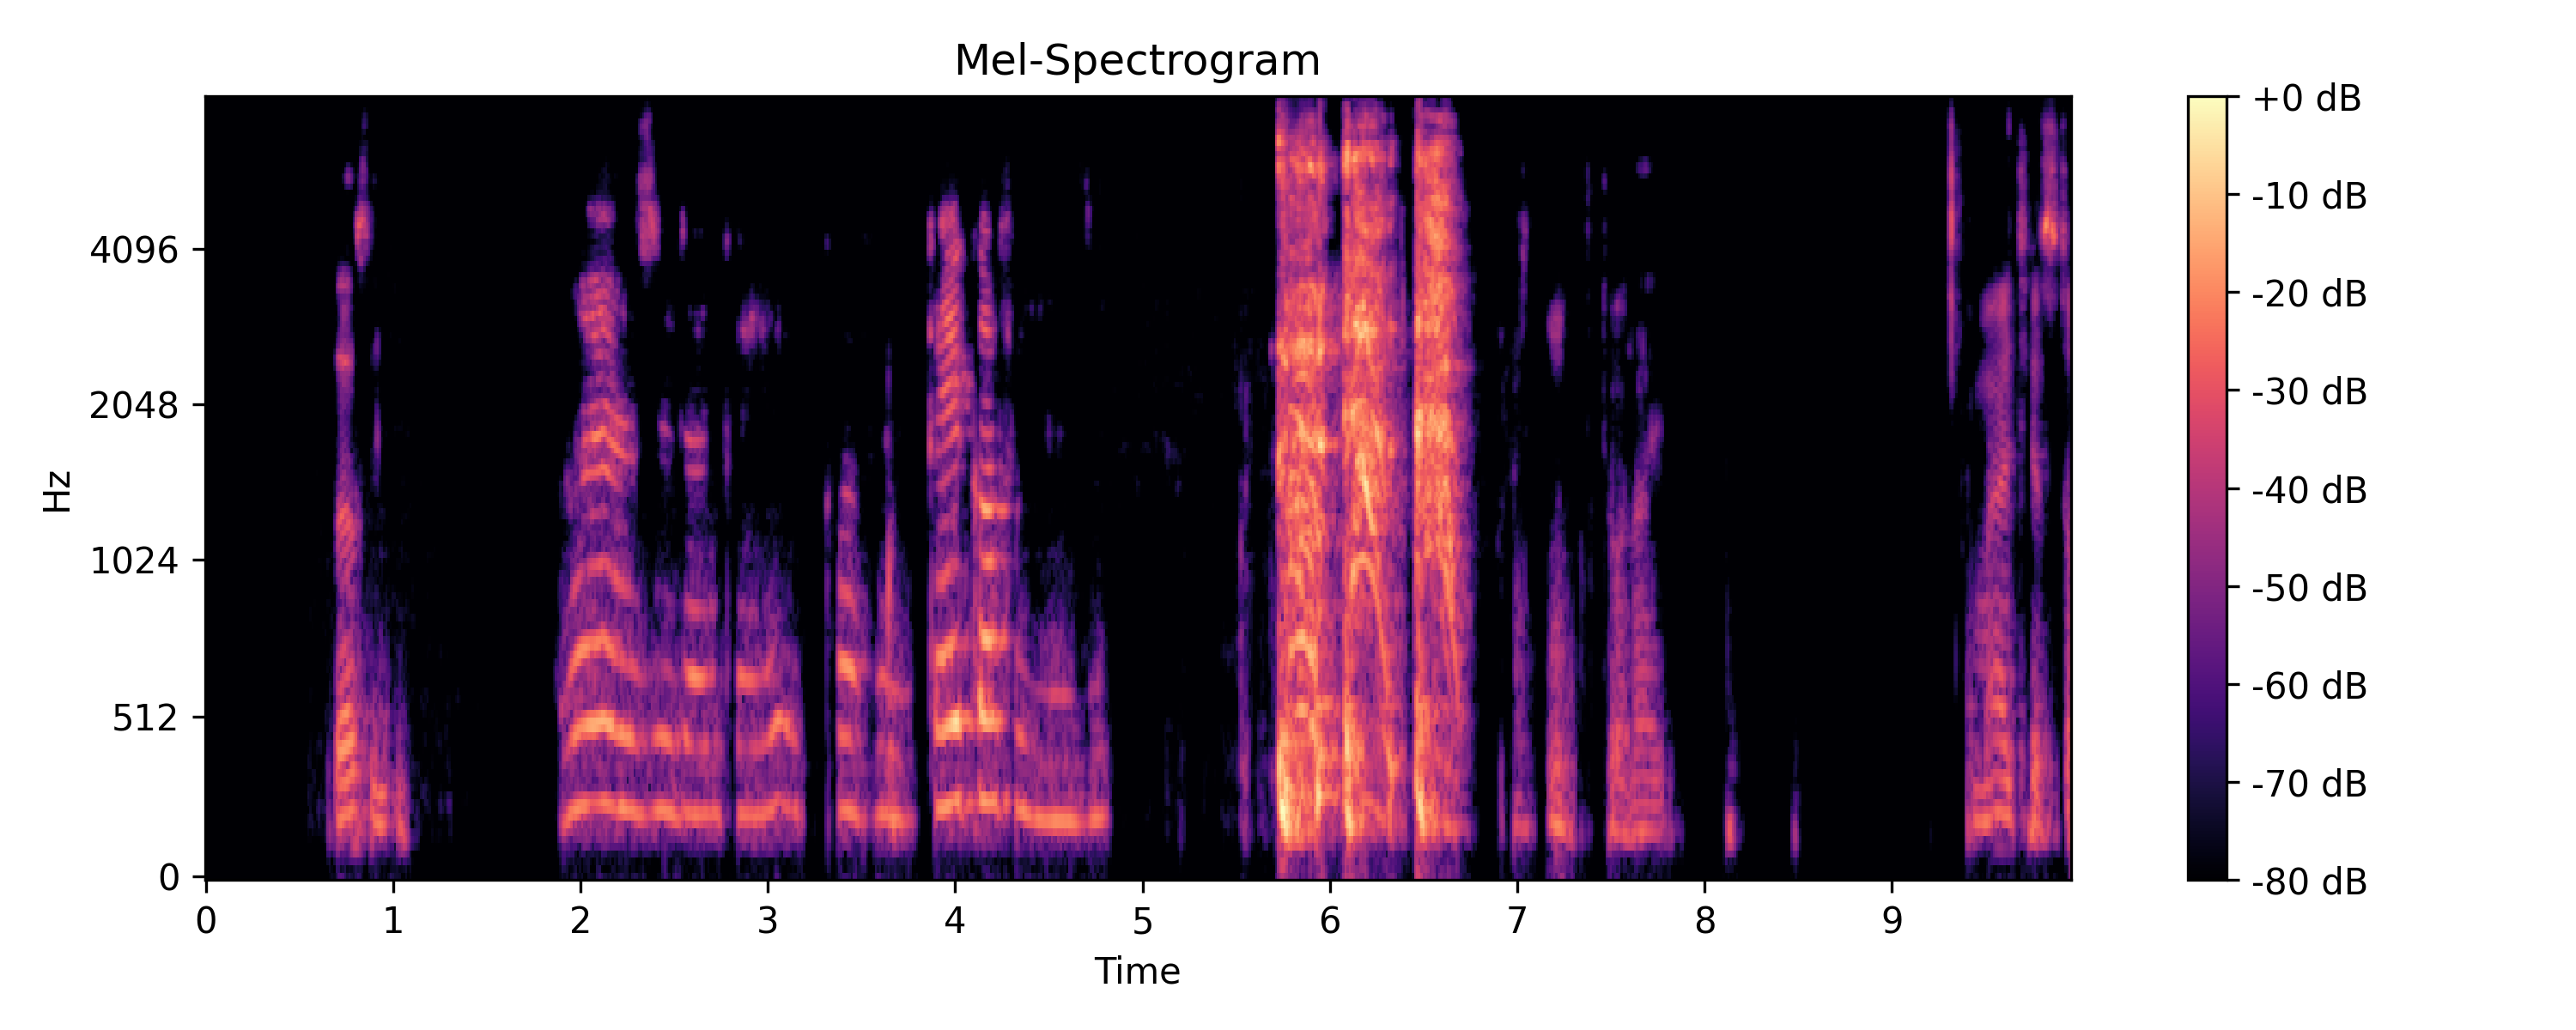 Mel-Spectrogram
+0 dB
-10 dB
-20 dB
-30 dB
-40 dB
-50 dB
-60 dB
-70 dB
-80 dB
Hz
4096
2048
1024
512
0
0 1 2 3 4 5 6 7 8 9
Time